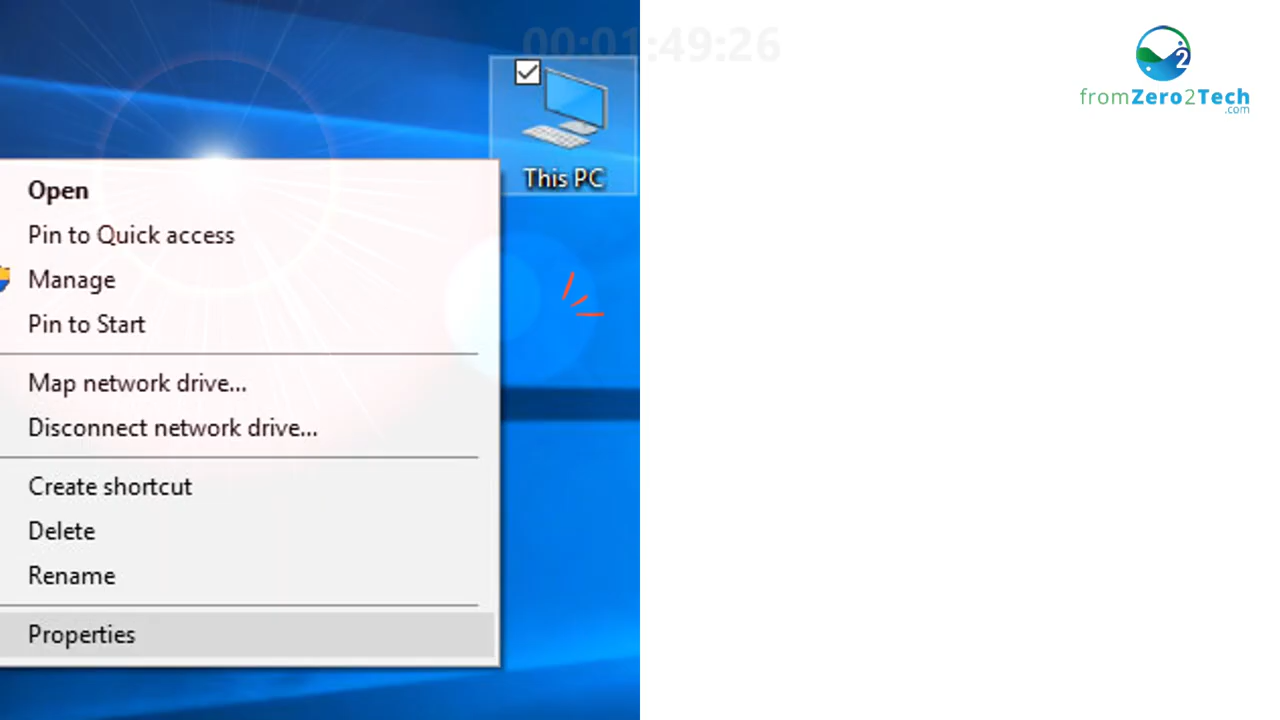 00:01:49:26
2
fromZero2Tech
.com
This PC
Open
Pin to Quick access
Manage
Pin to Start
Map network drive...
Disconnect network drive...
Create shortcut
Delete
Rename
Properties